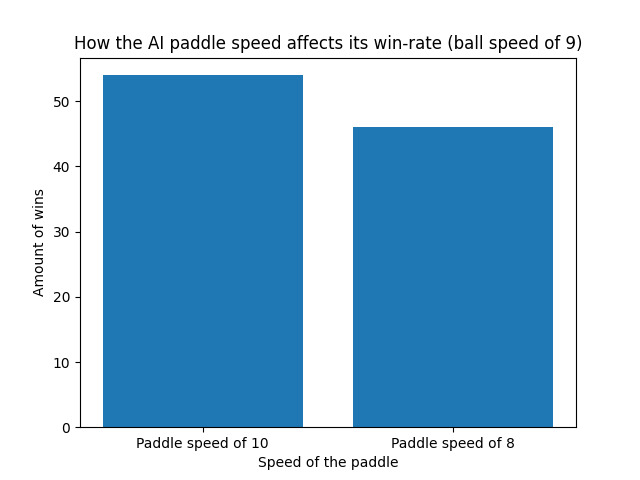 How the AI paddle speed affects its win-rate (ball speed of 9)
Amount of wins
50
40
30
20
10
0
Paddle speed of 10
Paddle speed of 8
Speed of the paddle